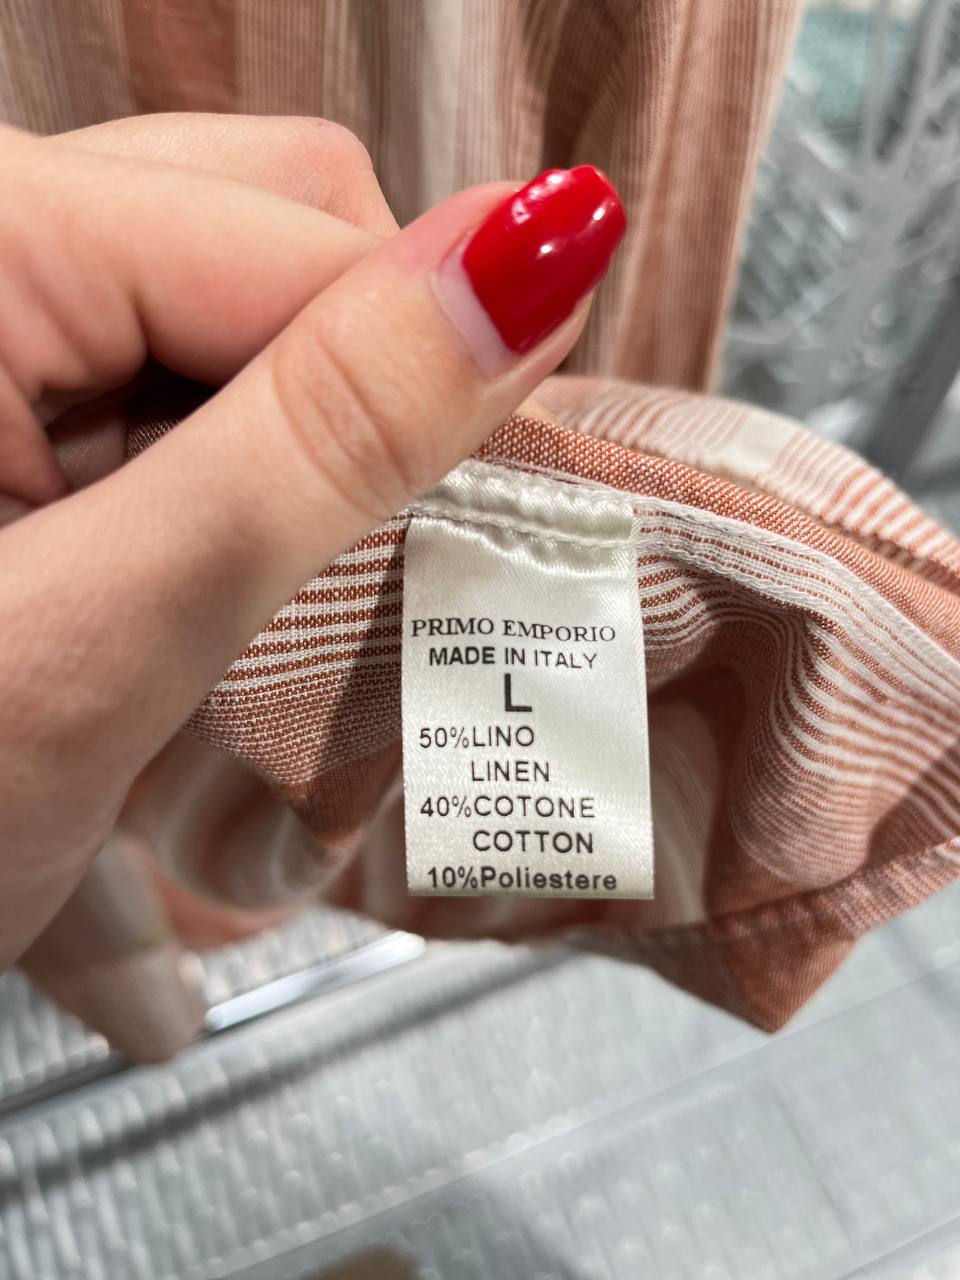 PRIMO EMPORIO
MADE IN ITALY
L
50%LINO
LINEN
40%COTONE
COTTON
10%Poliestere